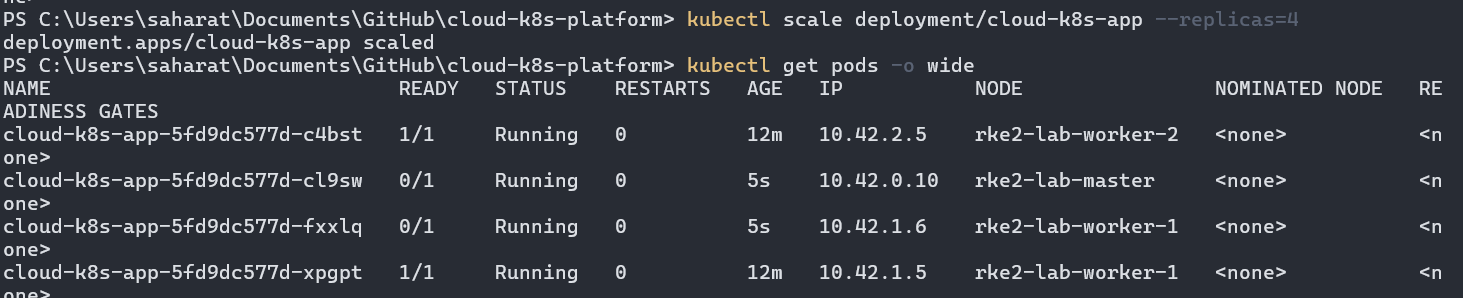 PS C:\Users\saharat\Documents\GitHub\cloud-k8s-platform> kubectl scale deployment/cloud-k8s-app --replicas=4
deployment.apps/cloud-k8s-app scaled
PS C:\Users\saharat\Documents\GitHub\cloud-k8s-platform> kubectl get pods -o wide
NAME                             READY   STATUS    RESTARTS   AGE   IP           NODE                NOMINATED NODE   RE
ADINESS GATES
cloud-k8s-app-5fd9dc577d-c4bst   1/1     Running   0          12m   10.42.2.5    rke2-lab-worker-2   <none>           <n
one>
cloud-k8s-app-5fd9dc577d-cl9sw   0/1     Running   0          5s    10.42.0.10   rke2-lab-master     <none>           <n
one>
cloud-k8s-app-5fd9dc577d-fxxlq   0/1     Running   0          5s    10.42.1.6    rke2-lab-worker-1   <none>           <n
one>
cloud-k8s-app-5fd9dc577d-xpgpt   1/1     Running   0          12m   10.42.1.5    rke2-lab-worker-1   <none>           <n
one>